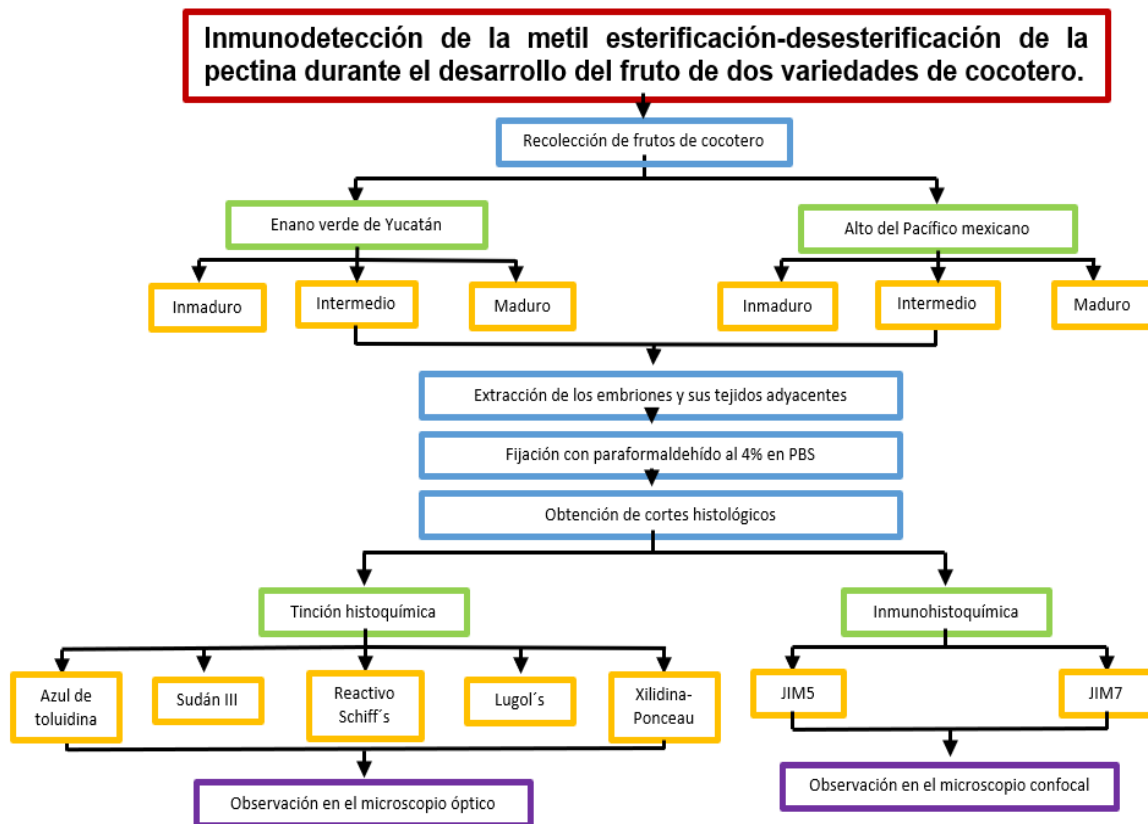 Inmunodetección de la metil esterificación-desesterificación de la
pectina durante el desarrollo del fruto de dos variedades de cocotero.
Recolección de frutos de cocotero
Enano verde de Yucatán
Alto del Pacífico mexicano
Inmaduro
Intermedio
Maduro
Inmaduro
Intermedio
Maduro
Extracción de los embriones y sus tejidos adyacentes
Fijación con paraformaldehído al 4% en PBS
Obtención de cortes histológicos
Tinción histoquímica
Inmunohistoquímica
Azul de
toluidina
Sudán III
Reactivo
Schiff´s
Lugol´s
Xilidina-
Ponceau
JIM5
JIM7
Observación en el microscopio óptico
Observación en el microscopio confocal